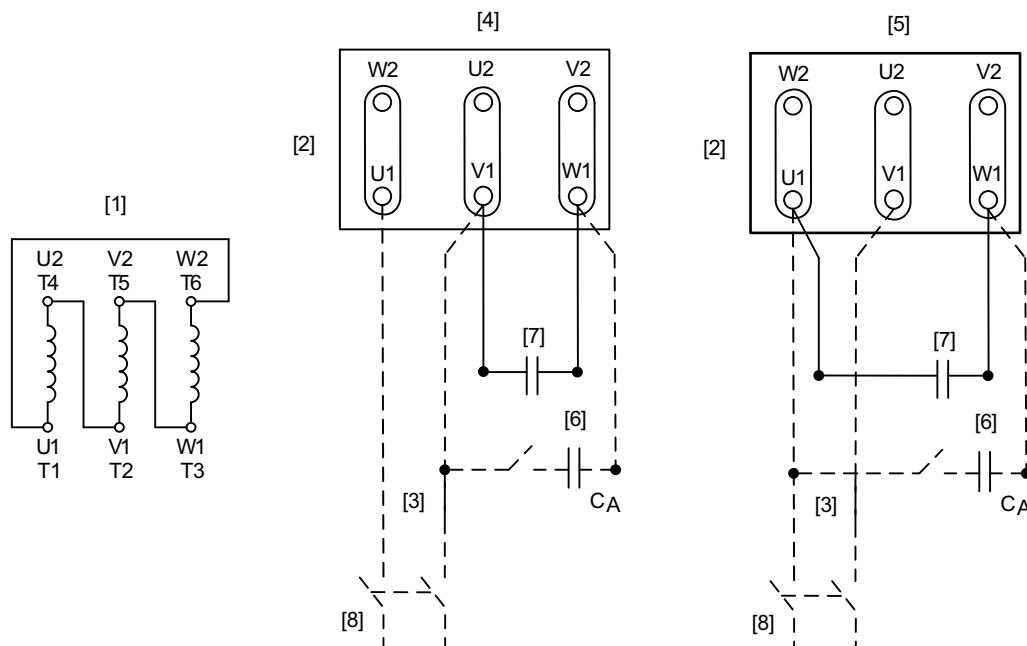 [1]
U2 V2 W2
T4 T5 T6
U1 V1 W1
T1 T2 T3
[4]
[2]
W2 U2 V2
U1 V1 W1
[7]
[6]
[3]
CA
[8]
[5]
[2]
W2 U2 V2
U1 V1 W1
[7]
[6]
[3]
CA
[8]